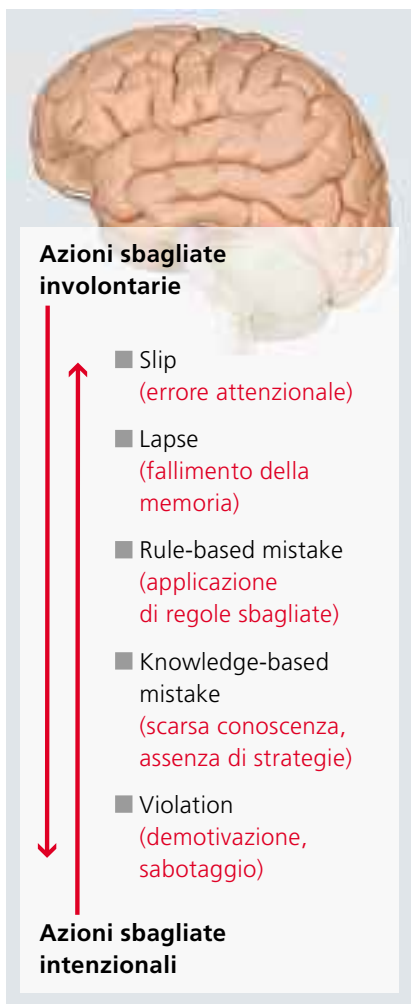 Azioni sbagliate
involontarie
Slip
(errore attenzionale)
Lapse
(fallimento della
memoria)
Rule-based mistake
(applicazione
di regole sbagliate)
Knowledge-based
mistake
(scarsa conoscenza,
assenza di strategie)
Violation
(demotivazione,
sabotaggio)
Azioni sbagliate
intenzionali